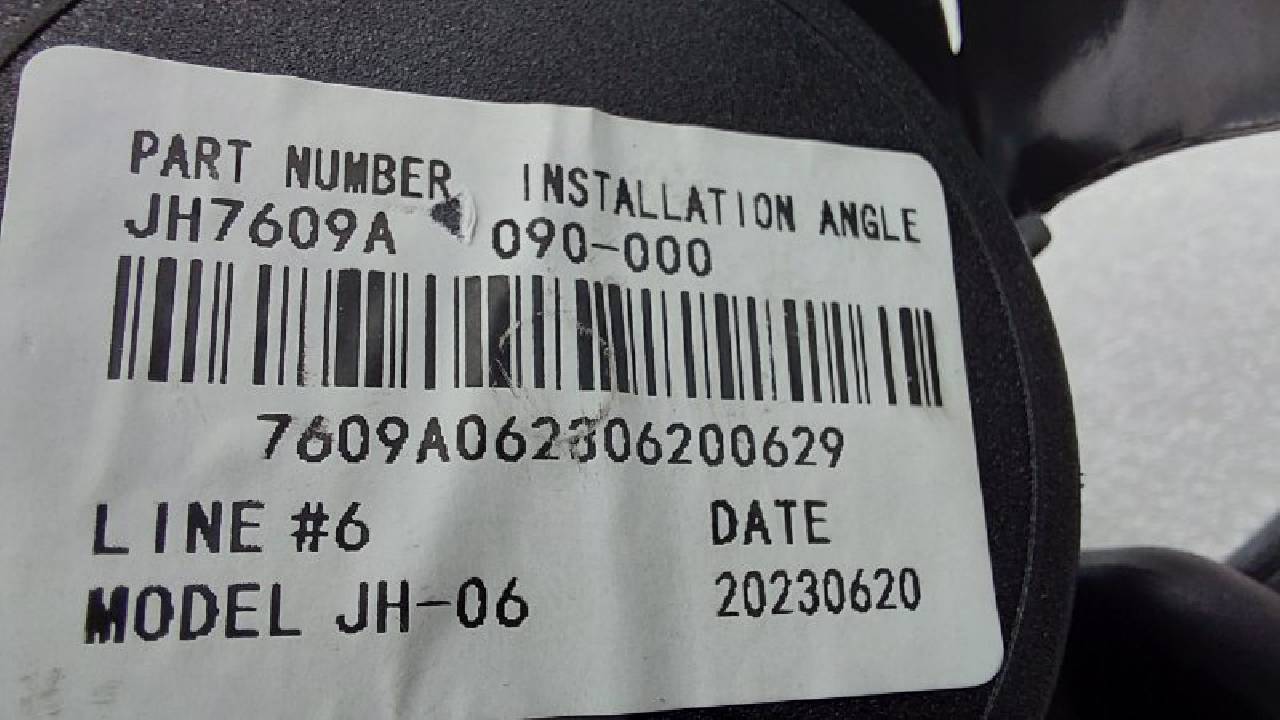 PART NUMBER INSTALLATION ANGLE
JH7609A 090-000
7609A062306200629
LINE #6 DATE
MODEL JH-06 20230620